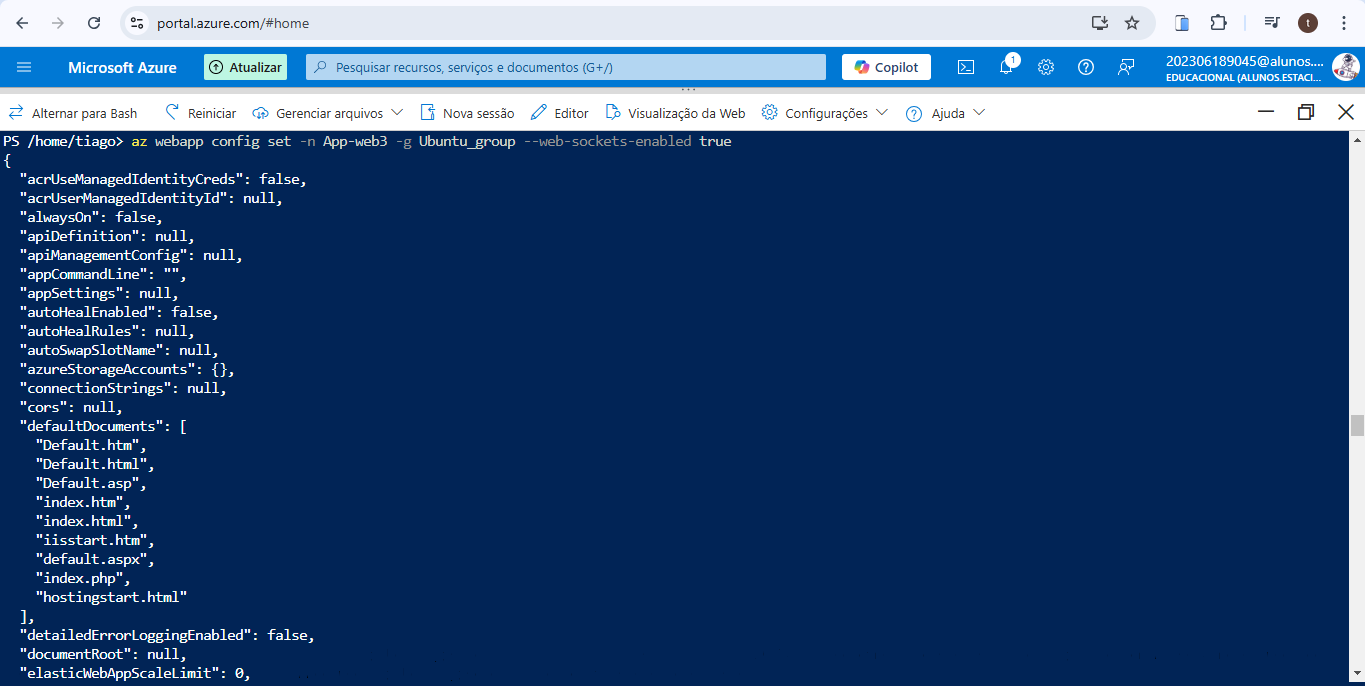 portal.azure.com/#home
t
Microsoft Azure
Atualizar
Pesquisar recursos, serviços e documentos (G+/)
Copilot
1
202306189045@alunos....
EDUCACIONAL (ALUNOS.ESTACI...
Alternar para Bash
Reiniciar
Gerenciar arquivos
Nova sessão
Editor
Visualização da Web
Configurações
Ajuda
PS /home/tiago> az webapp config set -n App-web3 -g Ubuntu_group --web-sockets-enabled true
{
"acrUseManagedIdentityCreds": false,
"acrUserManagedIdentityId": null,
"alwaysOn": false,
"apiDefinition": null,
"apiManagementConfig": null,
"appCommandLine": "",
"appSettings": null,
"autoHealEnabled": false,
"autoHealRules": null,
"autoSwapSlotName": null,
"azureStorageAccounts": {},
"connectionStrings": null,
"cors": null,
"defaultDocuments": [
"Default.htm",
"Default.html",
"Default.asp",
"index.htm",
"index.html",
"iisstart.htm",
"default.aspx",
"index.php",
"hostingstart.html"
],
"detailedErrorLoggingEnabled": false,
"documentRoot": null,
"elasticWebAppScaleLimit": 0,